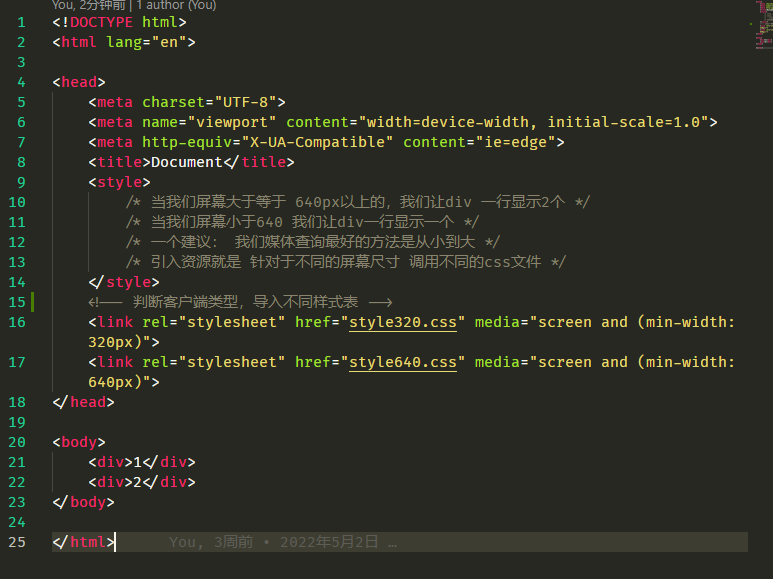 You, 2分钟前 | 1 author (You)
1 <!DOCTYPE html>
2 <html lang="en">
3
4 <head>
5 <meta charset="UTF-8">
6 <meta name="viewport" content="width=device-width, initial-scale=1.0">
7 <meta http-equiv="X-UA-Compatible" content="ie=edge">
8 <title>Document</title>
9 <style>
10 /* 当我们屏幕大于等于 640px以上的，我们让div 一行显示2个 */
11 /* 当我们屏幕小于640 我们让div一行显示一个 */
12 /* 一个建议： 我们媒体查询最好的方法是从小到大 */
13 /* 引入资源就是 针对于不同的屏幕尺寸 调用不同的css文件 */
14 </style>
15 <!-- 判断客户端类型，导入不同样式表 -->
16 <link rel="stylesheet" href="style320.css" media="screen and (min-width:
320px)">
17 <link rel="stylesheet" href="style640.css" media="screen and (min-width:
640px)">
18 </head>
19
20 <body>
21 <div>1</div>
22 <div>2</div>
23 </body>
24
25 </html> You, 3周前 • 2022年5月2日 …